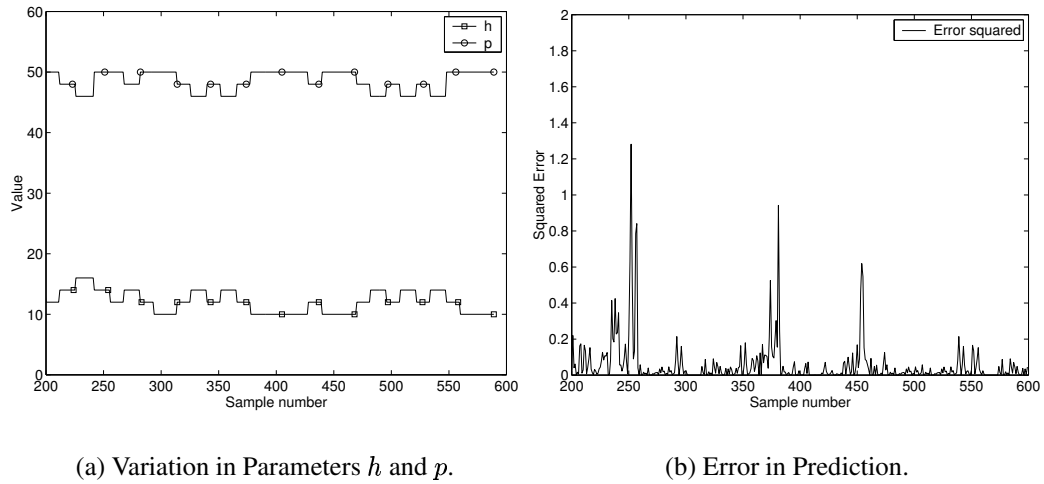 60
50
40
30
20
10
0
200 250 300 350 400 450 500 550 600
Value
Sample number
h
p
(a) Variation in Parameters h and p.
2
1.8
1.6
1.4
1.2
1
0.8
0.6
0.4
0.2
0
200 250 300 350 400 450 500 550 600
Squared Error
Sample number
Error squared
(b) Error in Prediction.